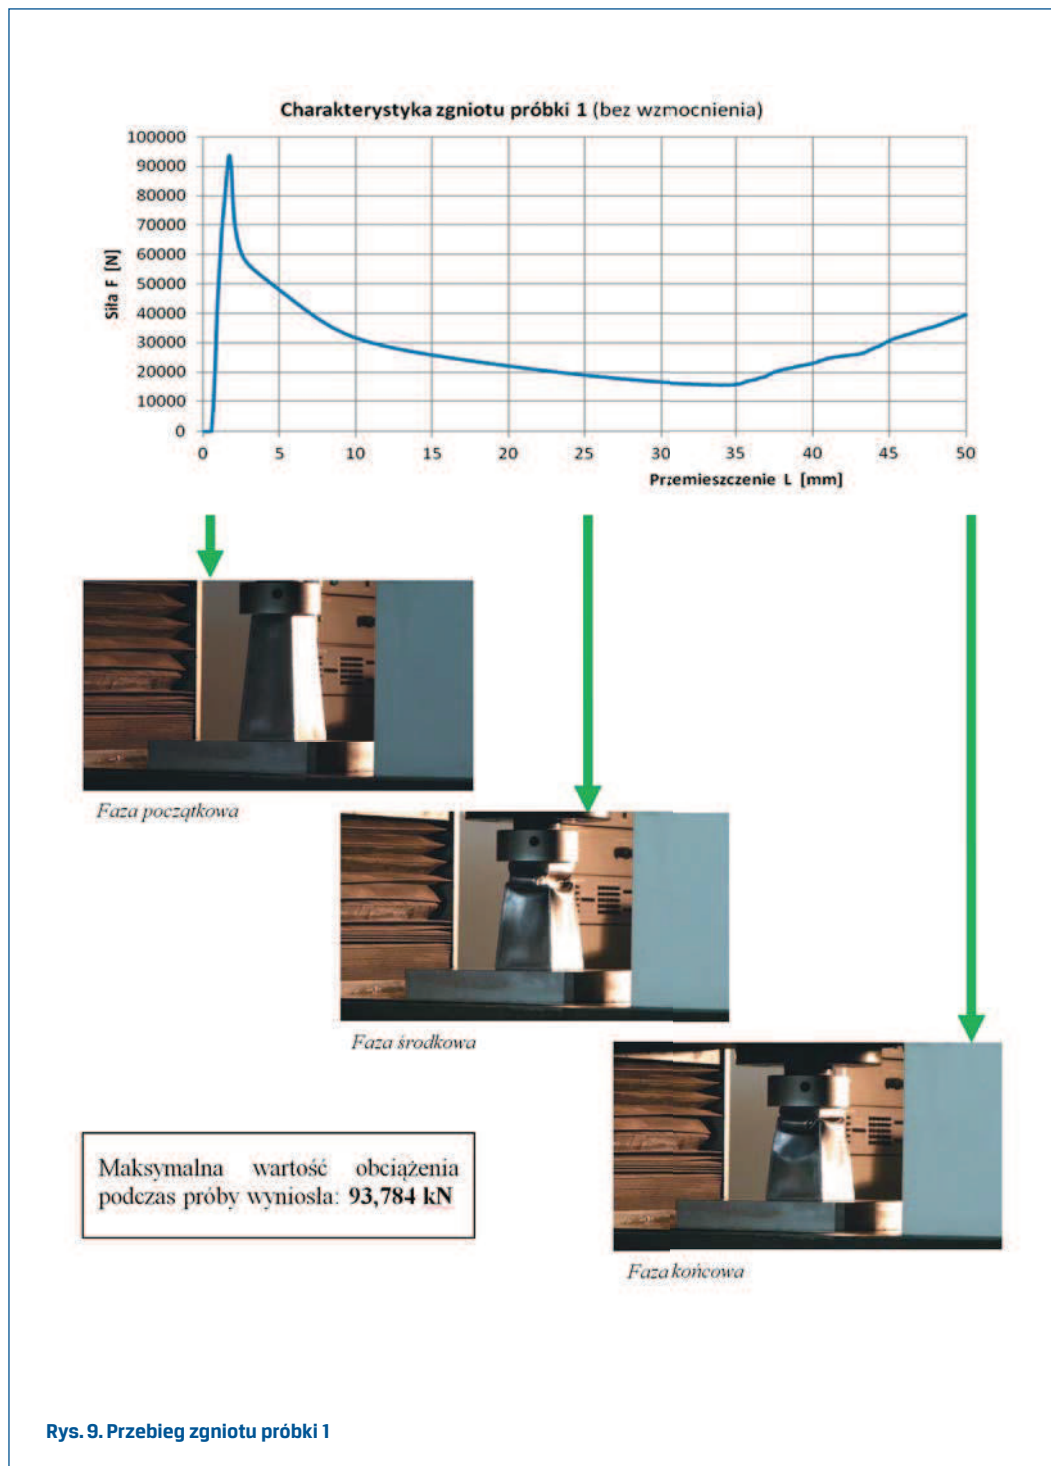 Charakterystyka zgniotu próbki 1 (bez wzmocnienia)
100000
90000
80000
70000
60000
50000
40000
30000
20000
10000
0
Siła F [N]
0 5 10 15 20 25 30 35 40 45 50
Przemieszczenie L [mm]
Faza początkowa
Faza środkowa
Faza końcowa
Maksymalna wartość obciążenia
podczas próby wyniosla: 93,784 kN
Rys. 9. Przebieg zgniotu próbki 1